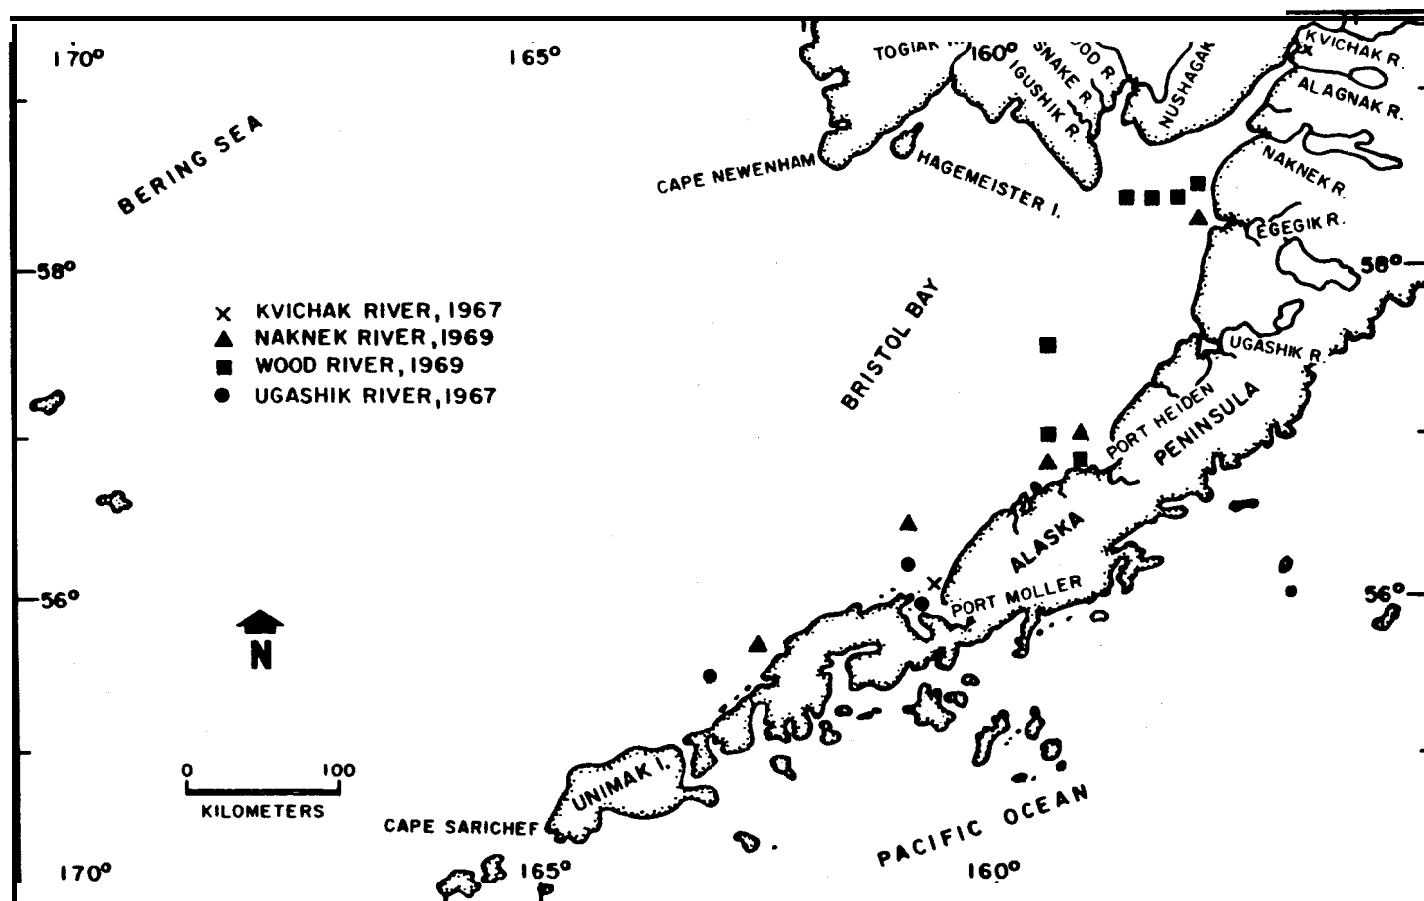 170°
165°
TOGIAK R.
160°
SNAKE R.
IGUSHIK R.
NUSHAGAK
KVICHAK R.
ALAGNAK R.
BERING SEA
CAPE NEWENHAM
HAGEMEISTER I.
NAKNEK R.
EGEGIK R.
58°
58°
BRISTOL BAY
× KVICHAK RIVER, 1967
▲ NAKNEK RIVER, 1969
■ WOOD RIVER, 1969
● UGASHIK RIVER, 1967
UGASHIK R.
PORT HEIDEN
PENINSULA
ALASKA
PORT MOLLER
56°
56°
N
0 100
KILOMETERS
UNIMAK I.
CAPE SARICHEF
PACIFIC OCEAN
170°
165°
160°